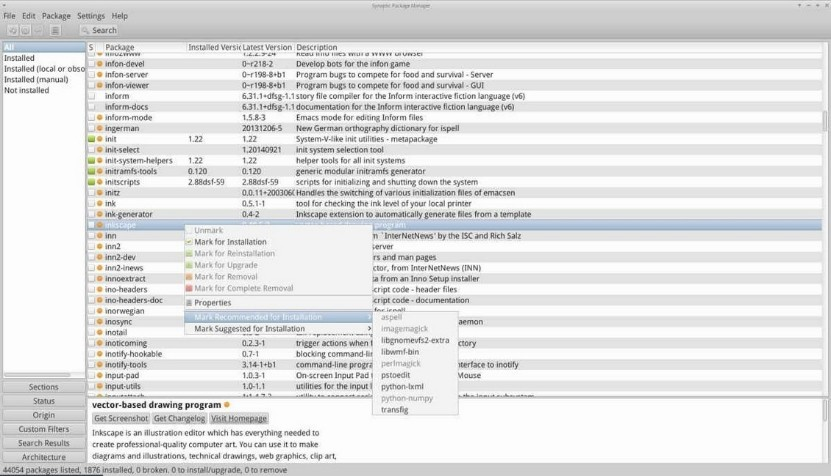 Synaptic Package Manager
File Edit Package Settings Help
Search
All
Installed
Installed (local or obso
Installed (manual)
Not installed
S Package Installed Versic Latest Version Description
info2www 1.2.2.9-24 Read info files with a WWW browser
infon-devel 0~r218-2 Develop bots for the infon game
infon-server 0~r198-8+b1 Program bugs to compete for food and survival - Server
infon-viewer 0~r198-8+b1 Program bugs to compete for food and survival - GUI
inform 6.31.1+dfsg-1.1 story file compiler for the Inform interactive fiction language (v6)
inform-docs 6.31.1+dfsg-1.1 documentation for the Inform interactive fiction language (v6)
inform-mode 1.5.8-3 Emacs mode for editing Inform files
ingerman 20131206-5 New German orthography dictionary for ispell
init 1.22 1.22 System-V-like init utilities - metapackage
init-select 1.20140921 init system selection tool
init-system-helpers 1.22 1.22 helper tools for all init systems
initramfs-tools 0.120 0.120 generic modular initramfs generator
initscripts 2.88dsf-59 2.88dsf-59 scripts for initializing and shutting down the system
initz 0.0.11+2003060 Handles the switching of various initialization files of emacsen
ink 0.5.1-1 tool for checking the ink level of your local printer
ink-generator 0.4-2 Inkscape extension to automatically generate files from a template
inkscape program
inn `InterNetNews' by the ISC and Rich Salz
inn2 server
inn2-dev rs and man pages
inn2-inews ctor, from InterNetNews (INN)
innoextract a from an Inno Setup installer
ino-headers script code - header files
ino-headers-doc script code - documentation
inorwegian for ispell
inosync aemon
inotail
inoticoming 0.2.3-1 trigger actions when ctory
inotify-hookable 0.7-1 blocking command-lin
inotify-tools 3.14-1+b1 command-line progra nterface to inotify
input-pad 1.0.3-1 On-screen Input Pad Mouse
input-utils 1.0-1.1 utilities for the input l
Unmark
Mark for Installation
Mark for Reinstallation
Mark for Upgrade
Mark for Removal
Mark for Complete Removal
Properties
Mark Recommended for Installation
Mark Suggested for Installation
aspell
imagemagick
libgnomevfs2-extra
libwmf-bin
perlmagick
pstoedit
python-lxml
python-numpy
transfig
Sections
Status
Origin
Custom Filters
Search Results
Architecture
vector-based drawing program
Get Screenshot Get Changelog Visit Homepage
Inkscape is an illustration editor which has everything needed to
create professional-quality computer art. You can use it to make
diagrams and illustrations, technical drawings, web graphics, clip art,
44054 packages listed, 1876 installed, 0 broken. 0 to install/upgrade, 0 to remove